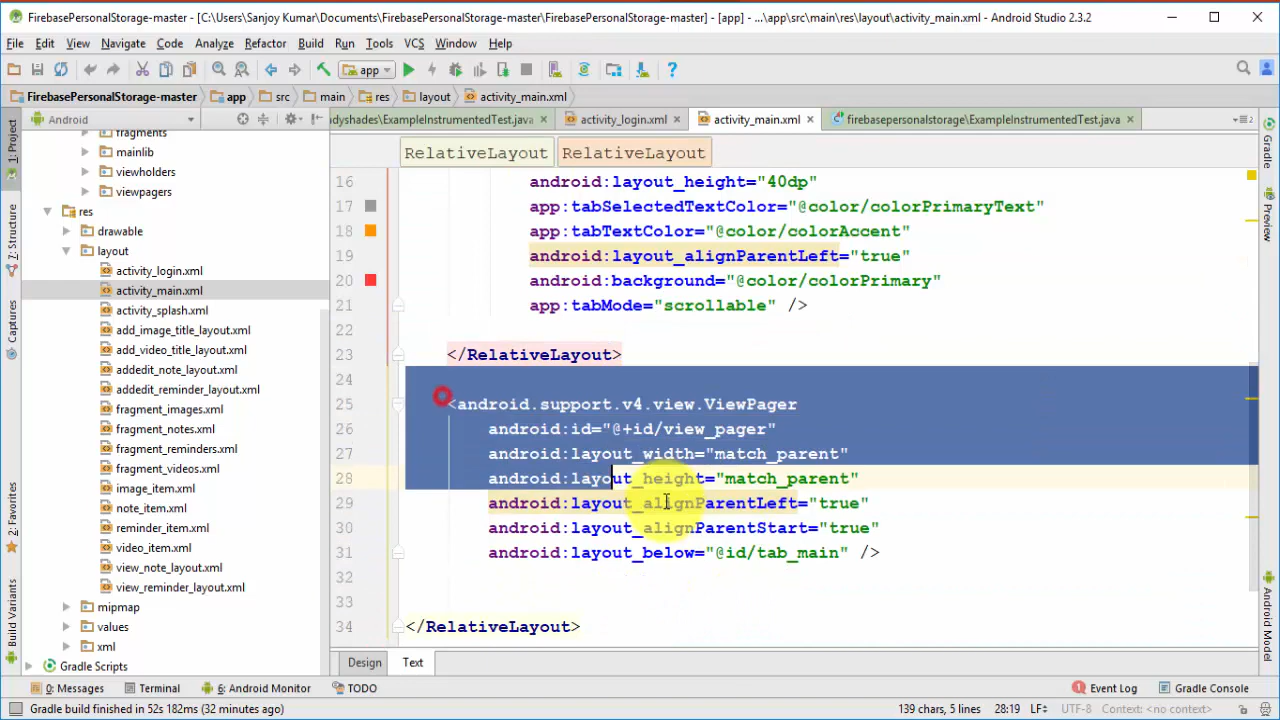 FirebasePersonalStorage-master - [C:\Users\Sanjoy Kumar\Documents\FirebasePersonalStorage-master\FirebasePersonalStorage-master] - [app] - ...\app\src\main\res\layout\activity_main.xml - Android Studio 2.3.2
File Edit View Navigate Code Analyze Refactor Build Run Tools VCS Window Help
app
FirebasePersonalStorage-master app src main res layout activity_main.xml
Android
dyshades\ExampleInstrumentedTest.java activity_login.xml activity_main.xml firebasepersonalstorage\ExampleInstrumentedTest.java
RelativeLayout RelativeLayout
fragments
mainlib
viewholders
viewpagers
res
drawable
layout
activity_login.xml
activity_main.xml
activity_splash.xml
add_image_title_layout.xml
add_video_title_layout.xml
addedit_note_layout.xml
addedit_reminder_layout.xml
fragment_images.xml
fragment_notes.xml
fragment_reminders.xml
fragment_videos.xml
image_item.xml
note_item.xml
reminder_item.xml
video_item.xml
view_note_layout.xml
view_reminder_layout.xml
mipmap
values
xml
Gradle Scripts
1: Project
7: Structure
Captures
2: Favorites
Build Variants
16 android:layout_height="40dp"
17 app:tabSelectedTextColor="@color/colorPrimaryText"
18 app:tabTextColor="@color/colorAccent"
19 android:layout_alignParentLeft="true"
20 android:background="@color/colorPrimary"
21 app:tabMode="scrollable" />
22
23 </RelativeLayout>
24
25 <android.support.v4.view.ViewPager
26 android:id="@+id/view_pager"
27 android:layout_width="match_parent"
28 android:layout_height="match_parent"
29 android:layout_alignParentLeft="true"
30 android:layout_alignParentStart="true"
31 android:layout_below="@id/tab_main" />
32
33
34 </RelativeLayout>
Gradle
Preview
Android Model
Design Text
0: Messages Terminal 6: Android Monitor TODO Event Log Gradle Console
Gradle build finished in 52s 182ms (32 minutes ago) 139 chars, 5 lines 28:19 LF÷ UTF-8 Context: <no context>